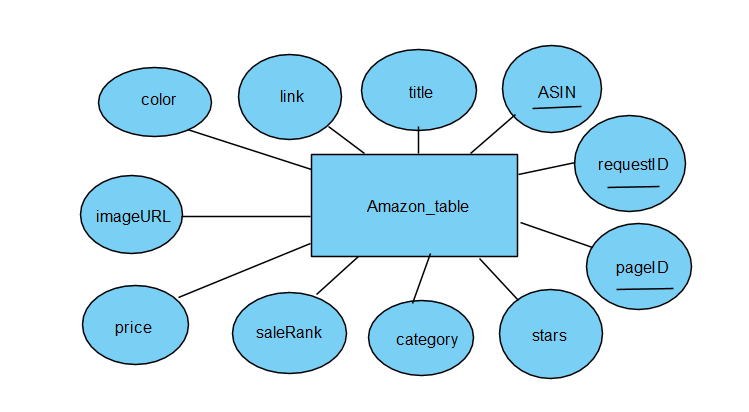 color
link
title
ASIN
requestID
imageURL
Amazon_table
pageID
price
saleRank
category
stars